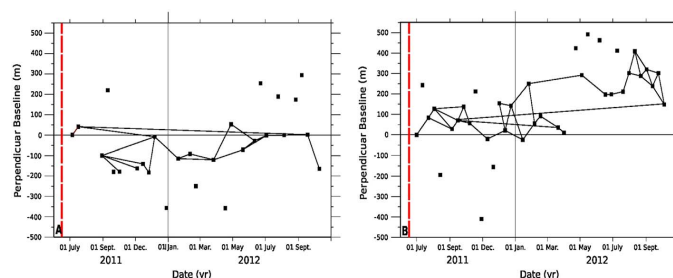 500
400
300
200
100
0
-100
-200
-300
-400
-500
Perpendicuar Baseline (m)
A
01 July
01 Sept.
01 Dec.
01 Jan.
01 Mar.
01 May
01 July
01 Sept.
2011
2012
Date (yr)
500
400
300
200
100
0
-100
-200
-300
-400
-500
Perpendicuar Baseline (m)
B
01 July
01 Sept.
01 Dec.
01 Jan.
01 Mar.
01 May
01 July
01 Sept.
2011
2012
Date (yr)